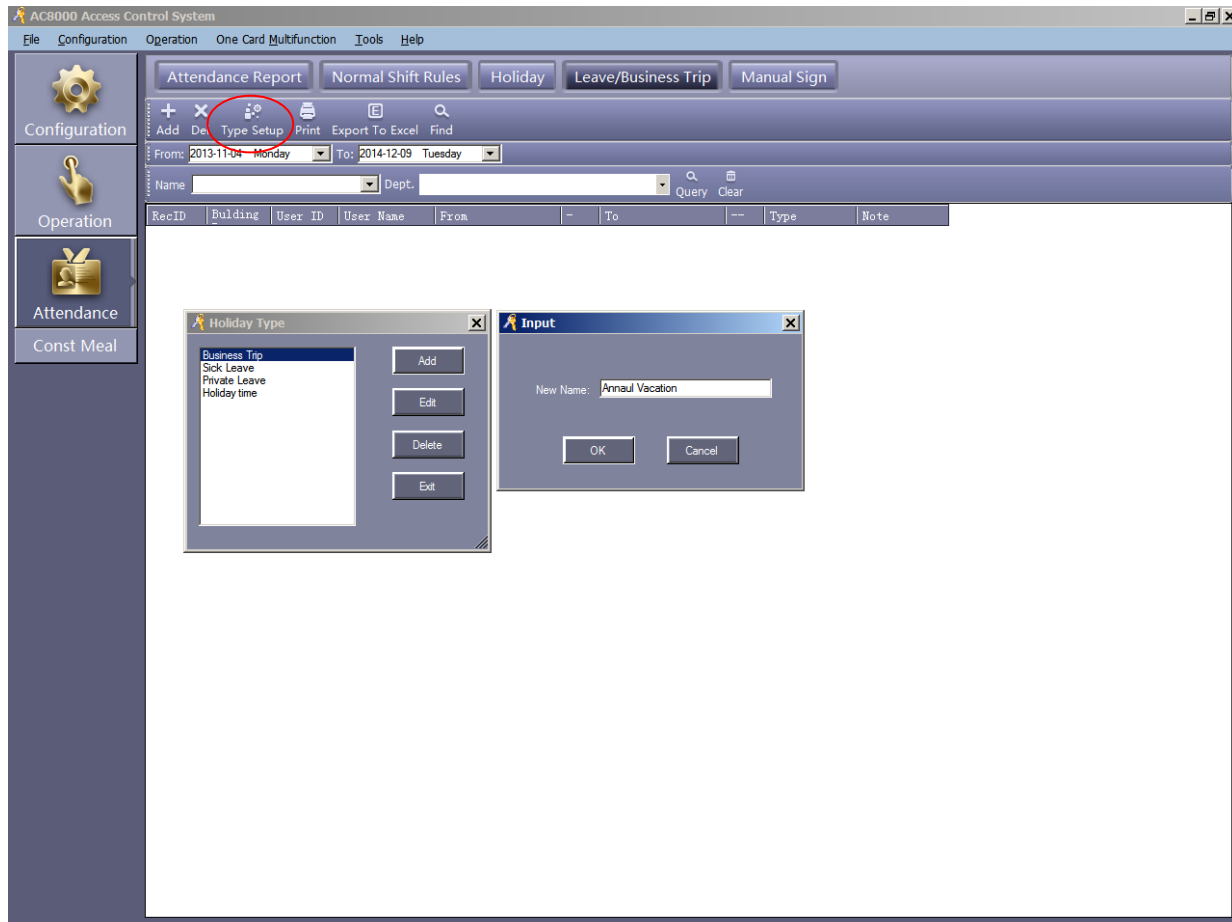 AC8000 Access Control System
File Configuration Operation One Card Multifunction Tools Help
Configuration
Operation
Attendance
Const Meal
Attendance Report Normal Shift Rules Holiday Leave/Business Trip Manual Sign
Add Type Setup Print Export To Excel Find
From: 2013-11-04 Monday To: 2014-12-09 Tuesday
Name Dept. Query Clear
RecID Bulding User ID User Name From - To -- Type Note
Holiday Type
Business Trip
Sick Leave
Private Leave
Holiday time
Add
Edit
Delete
Exit
Input
New Name: Annaul Vacation
OK Cancel